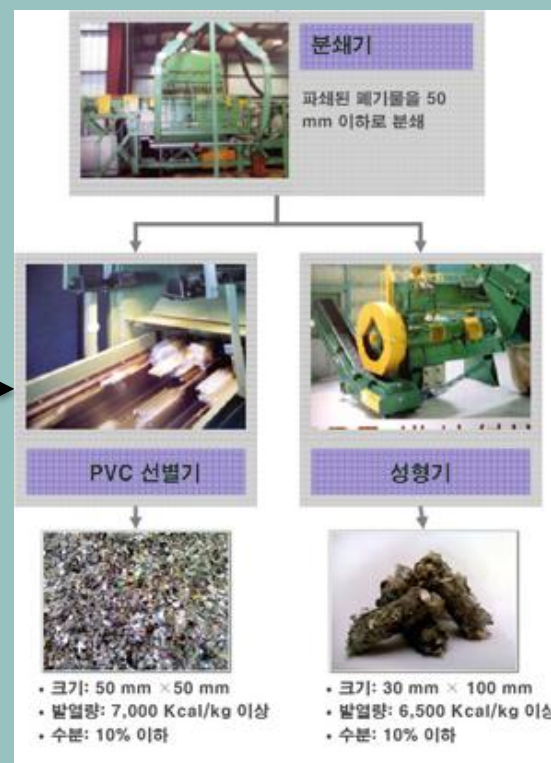 분쇄기
파쇄된 폐기물을 50
mm 이하로 분쇄
PVC 선별기
성형기
• 크기: 50 mm ×50 mm
• 발열량: 7,000 Kcal/kg 이상
• 수분: 10% 이하
• 크기: 30 mm × 100 mm
• 발열량: 6,500 Kcal/kg 이상
• 수분: 10% 이하